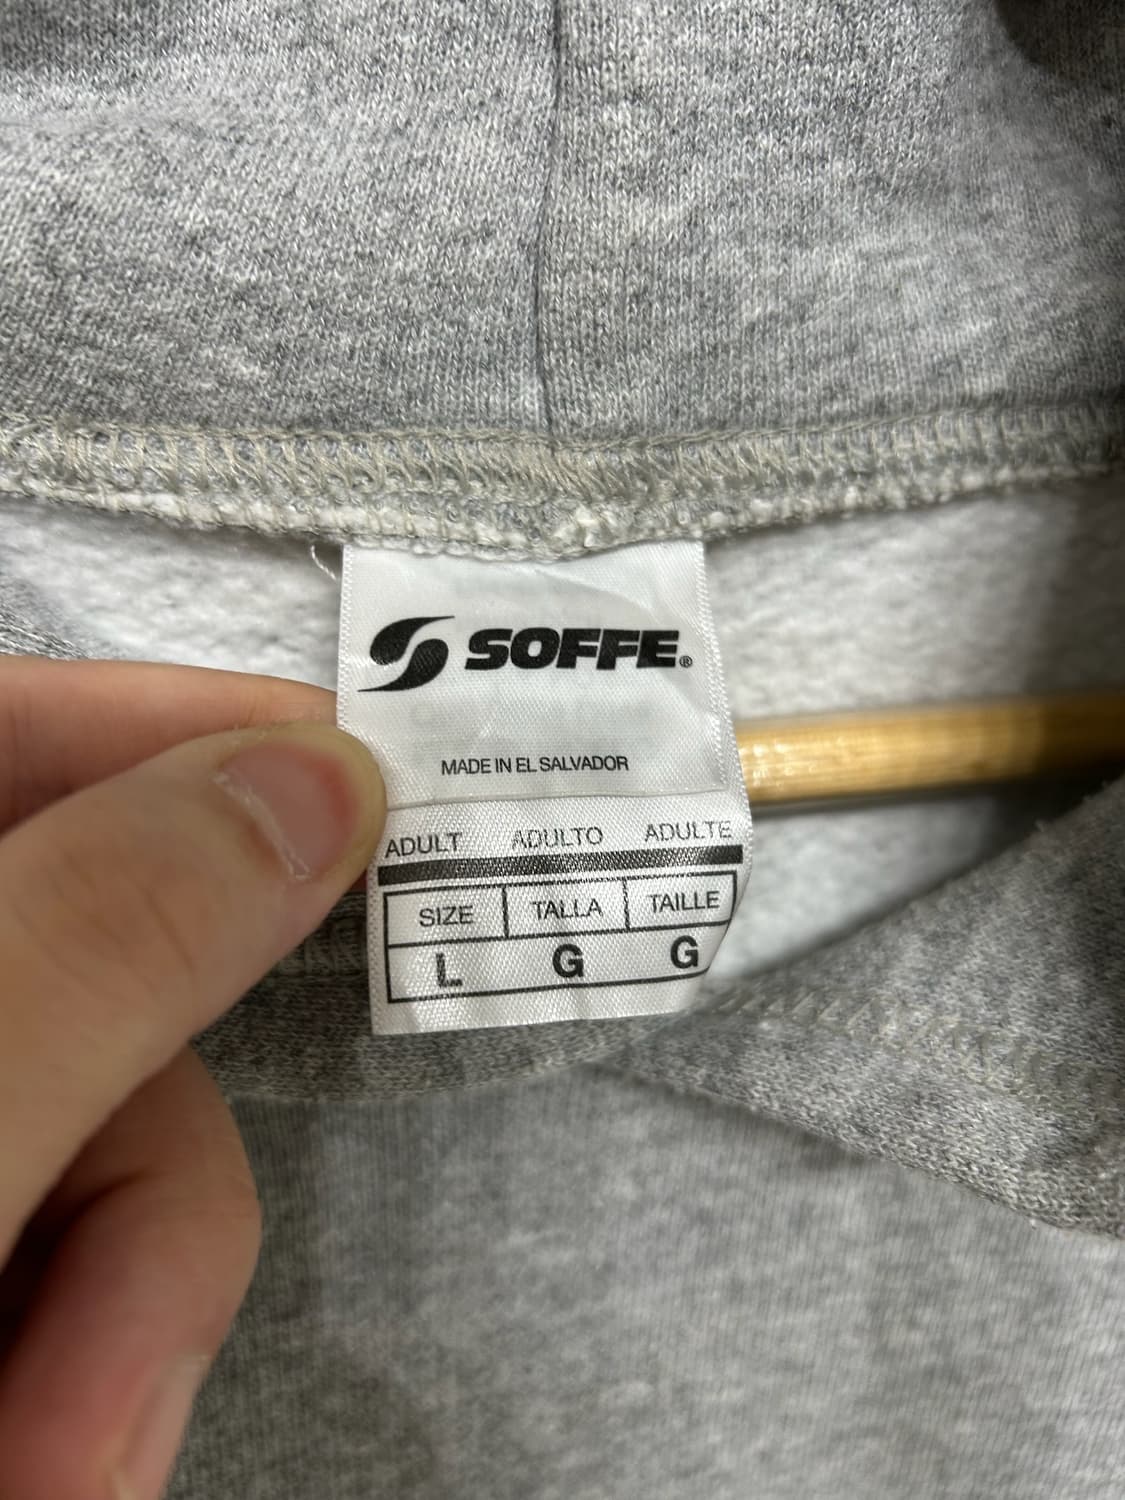 SOFFE®
MADE IN EL SALVADOR
ADULT ADULTO ADULTE
SIZE TALLA TAILLE
L G G